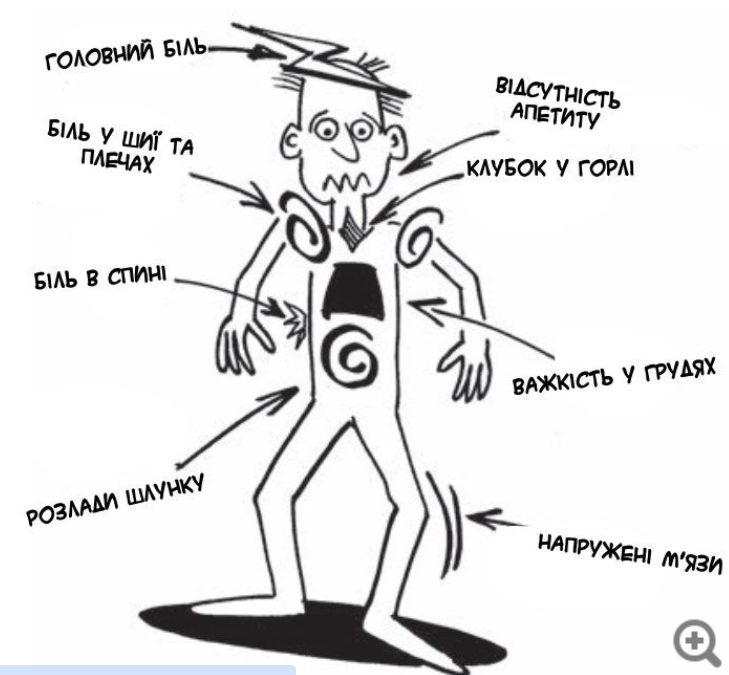 ГОЛОВНИЙ БІЛЬ
ВІДСУТНІСТЬ
АПЕТИТУ
БІЛЬ У ШИЇ ТА
ПЛЕЧАХ
КЛУБОК У ГОРЛІ
БІЛЬ В СПИНІ
ВАЖКІСТЬ У ГРУДЯХ
РОЗЛАДИ ШЛУНКУ
НАПРУЖЕНІ М'ЯЗИ